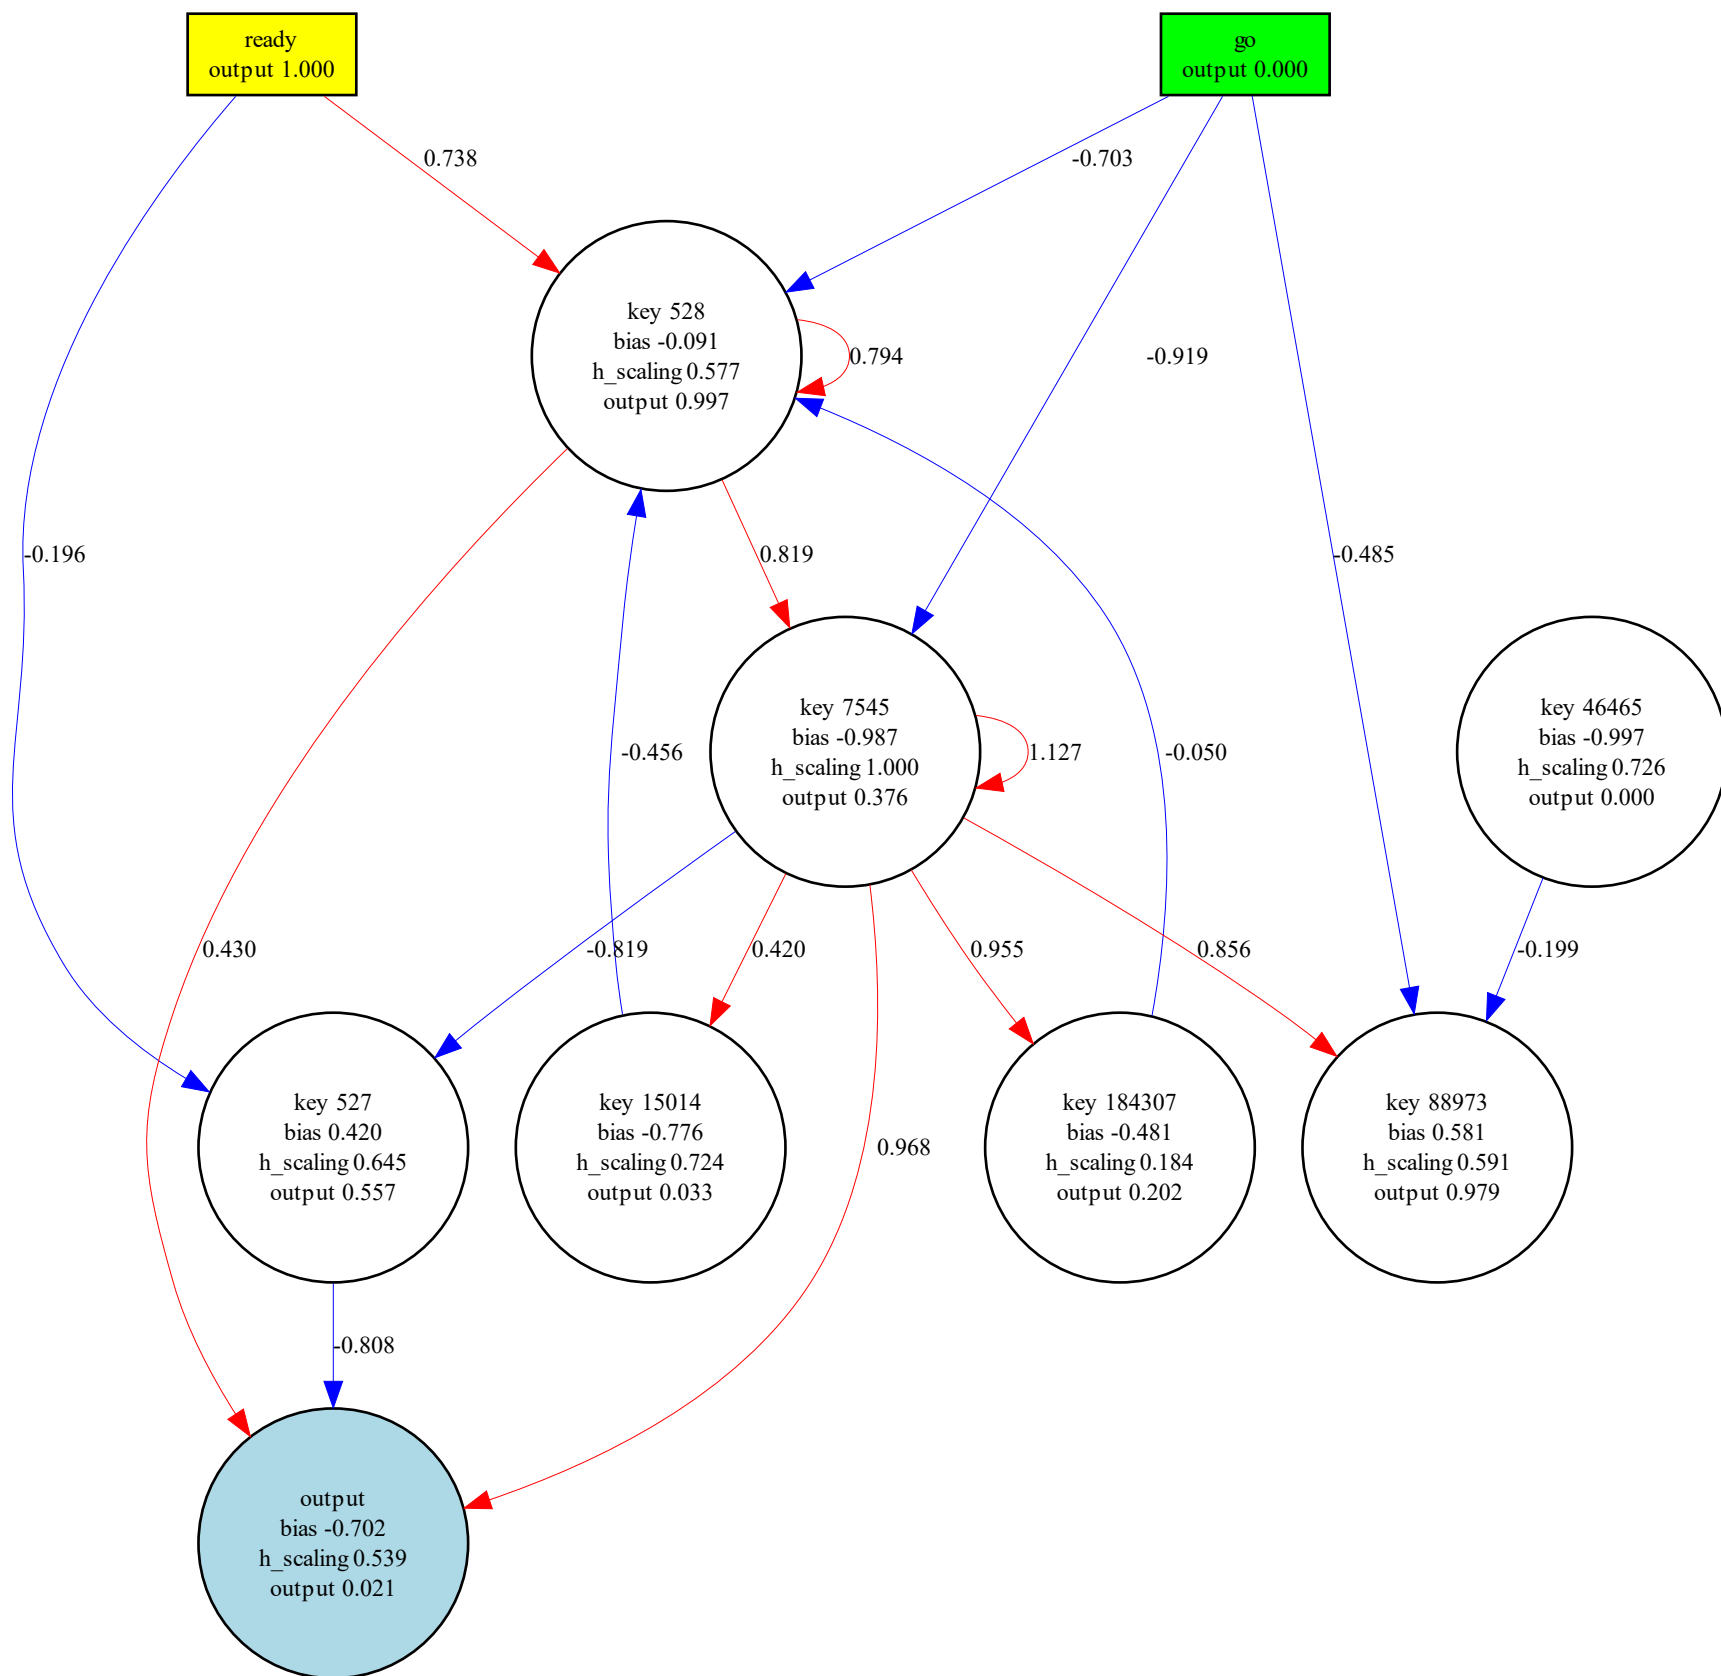 ready
output 1.000
go
output 0.000
0.738
-0.703
key 528
bias -0.091
h_scaling 0.577
output 0.997
0.794
-0.919
-0.196
0.819
-0.485
key 7545
bias -0.987
h_scaling 1.000
output 0.376
-0.456
1.127
-0.050
key 46465
bias -0.997
h_scaling 0.726
output 0.000
0.430
-0.819
0.420
0.955
0.856
-0.199
key 527
bias 0.420
h_scaling 0.645
output 0.557
key 15014
bias -0.776
h_scaling 0.724
output 0.033
0.968
key 184307
bias -0.481
h_scaling 0.184
output 0.202
key 88973
bias 0.581
h_scaling 0.591
output 0.979
-0.808
output
bias -0.702
h_scaling 0.539
output 0.021